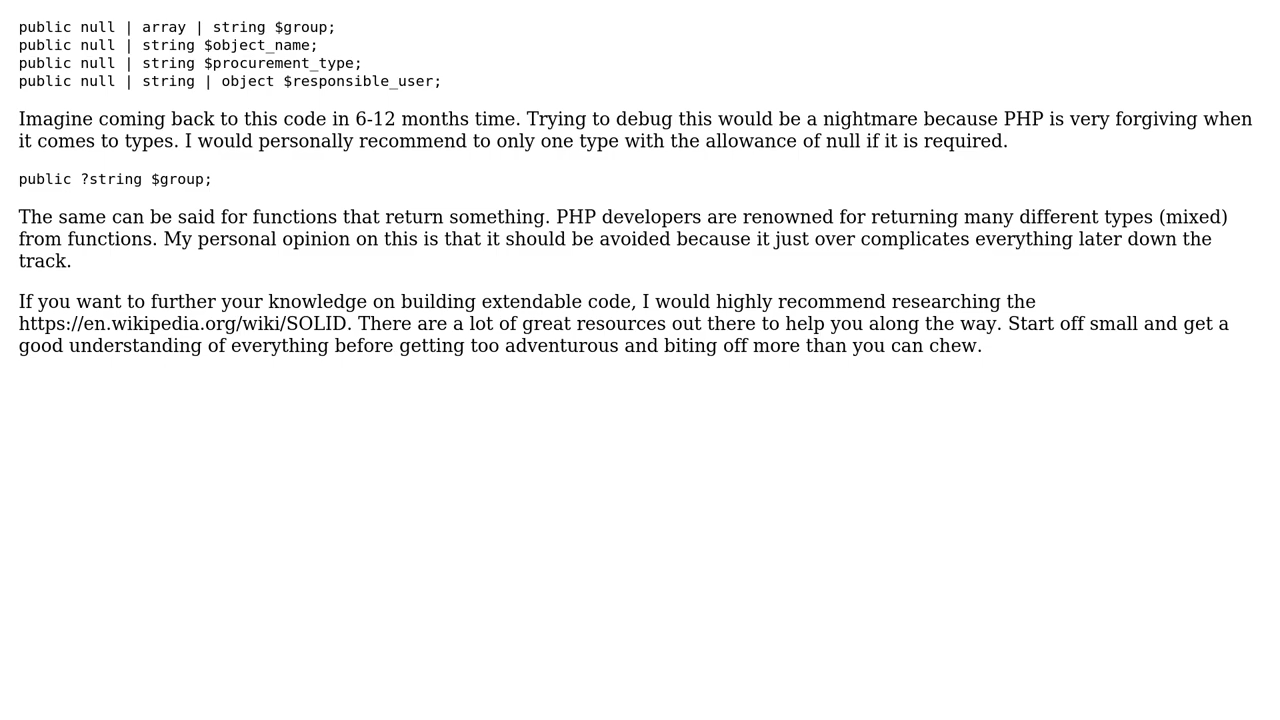 public null | array | string $group;
public null | string $object_name;
public null | string $procurement_type;
public null | string | object $responsible_user;
Imagine coming back to this code in 6-12 months time. Trying to debug this would be a nightmare because PHP is very forgiving when
it comes to types. I would personally recommend to only one type with the allowance of null if it is required.
public ?string $group;
The same can be said for functions that return something. PHP developers are renowned for returning many different types (mixed)
from functions. My personal opinion on this is that it should be avoided because it just over complicates everything later down the
track.
If you want to further your knowledge on building extendable code, I would highly recommend researching the
https://en.wikipedia.org/wiki/SOLID. There are a lot of great resources out there to help you along the way. Start off small and get a
good understanding of everything before getting too adventurous and biting off more than you can chew.